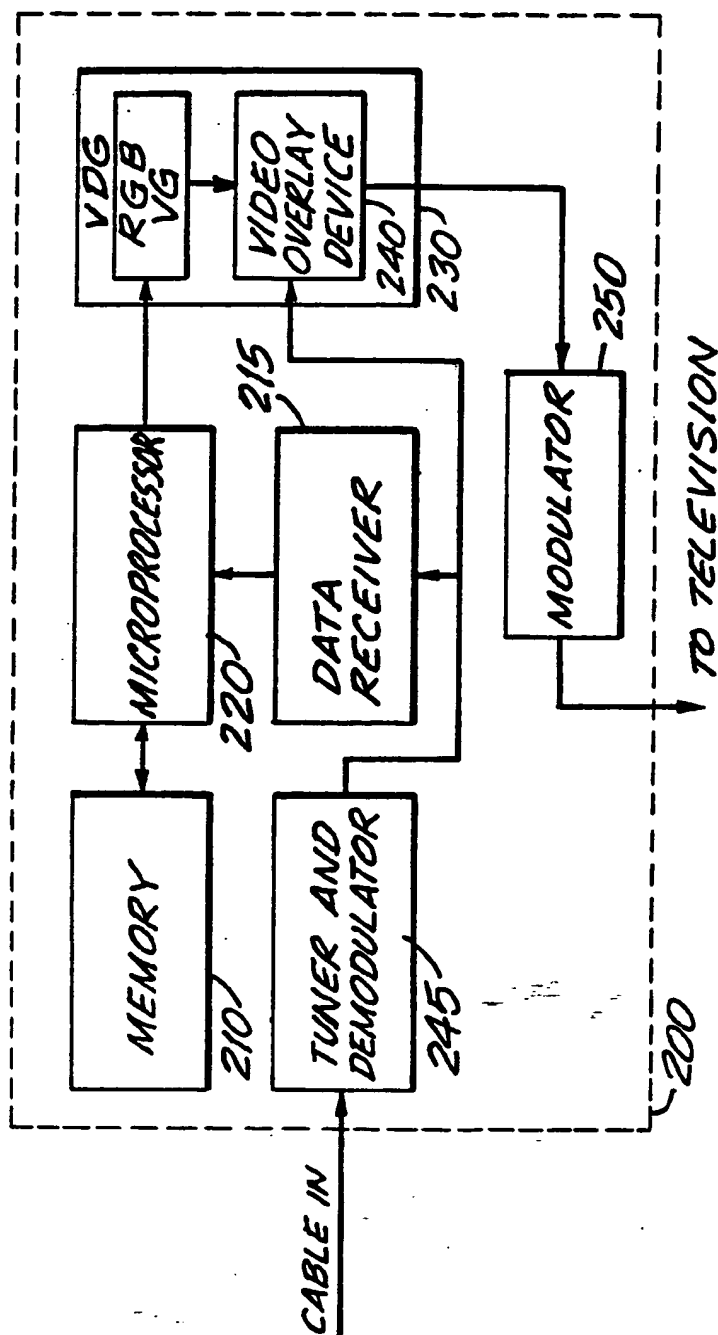 MEMORY
210
MICROPROCESSOR
220
VDG
RGB
VG
VIDEO
OVERLAY
DEVICE
240
230
CABLE IN
TUNER AND
DEMODULATOR
245
DATA
RECEIVER
215
MODULATOR
250
200
TO TELEVISION